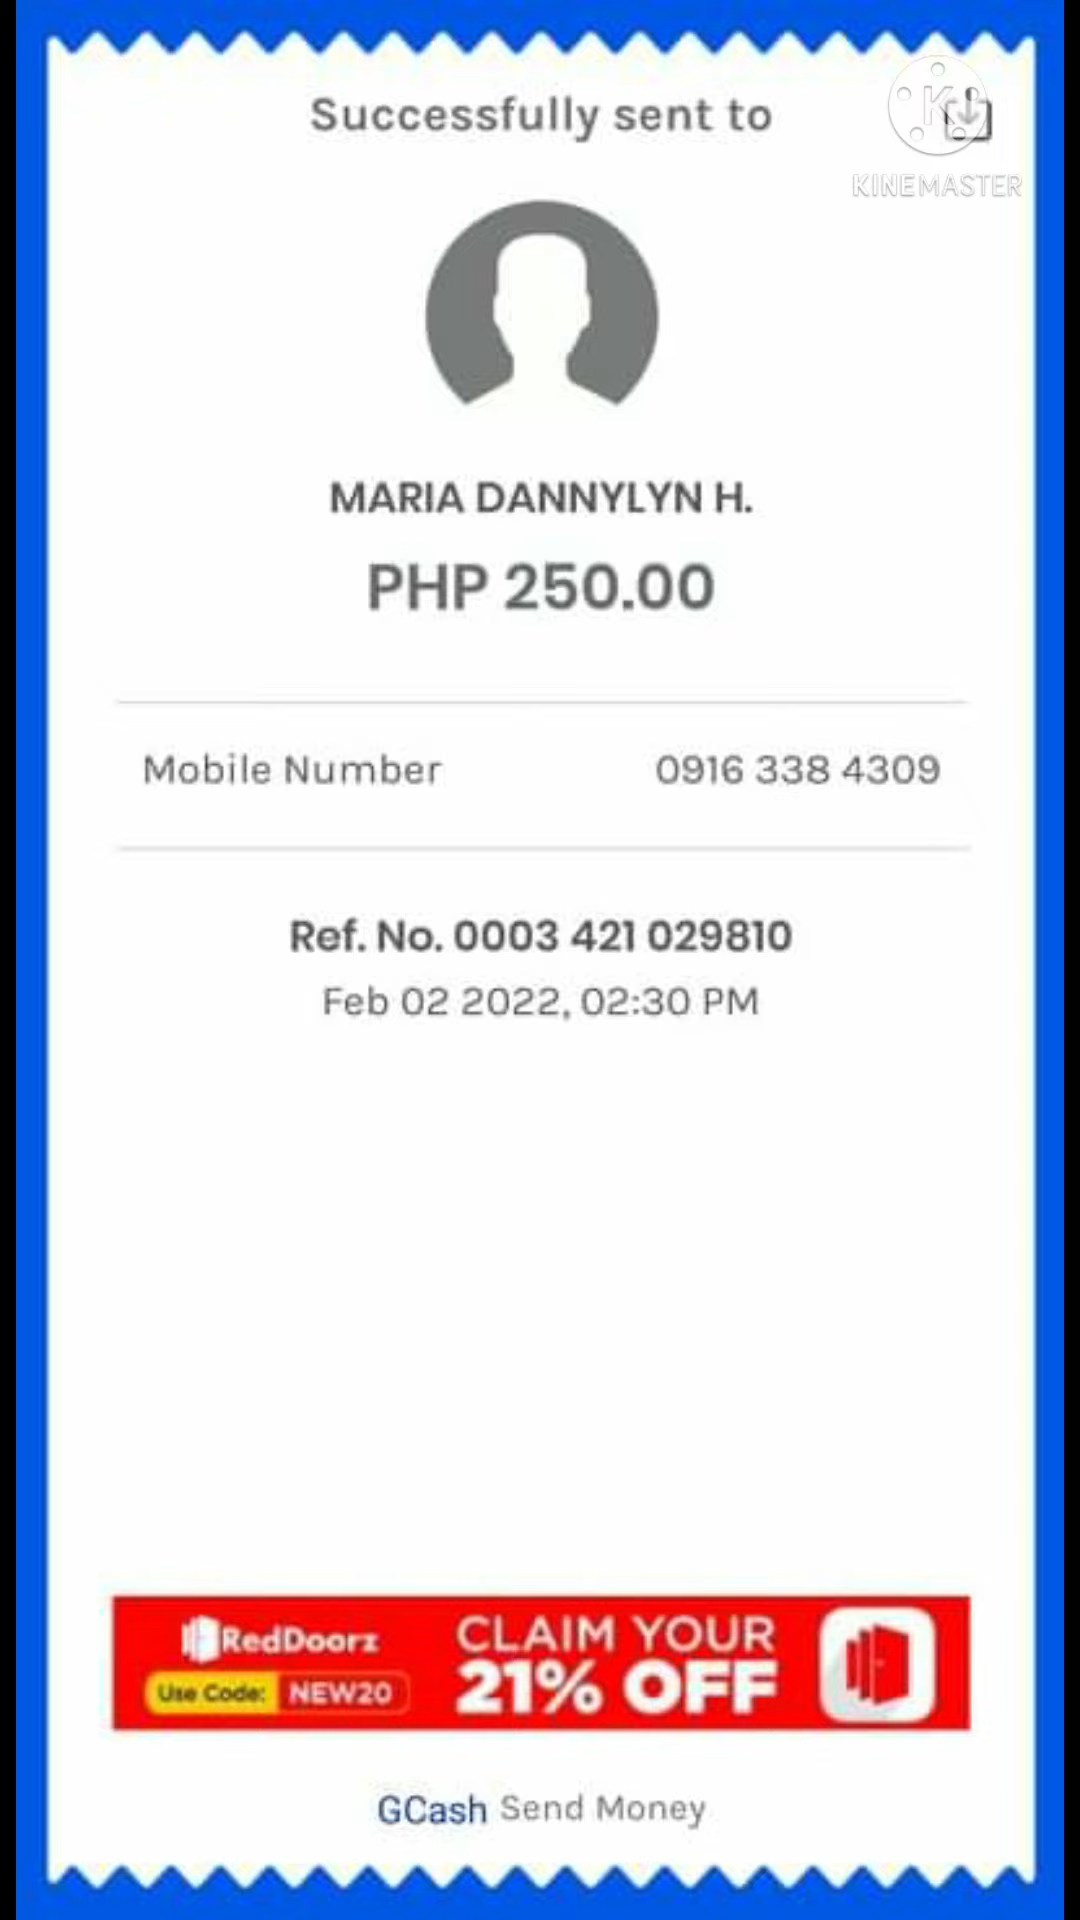 Successfully sent to
KINEMASTER
MARIA DANNYLYN H.
PHP 250.00
Mobile Number 0916 338 4309
Ref. No. 0003 421 029810
Feb 02 2022, 02:30 PM
RedDoorz
Use Code: NEW20
CLAIM YOUR
21% OFF
GCash Send Money